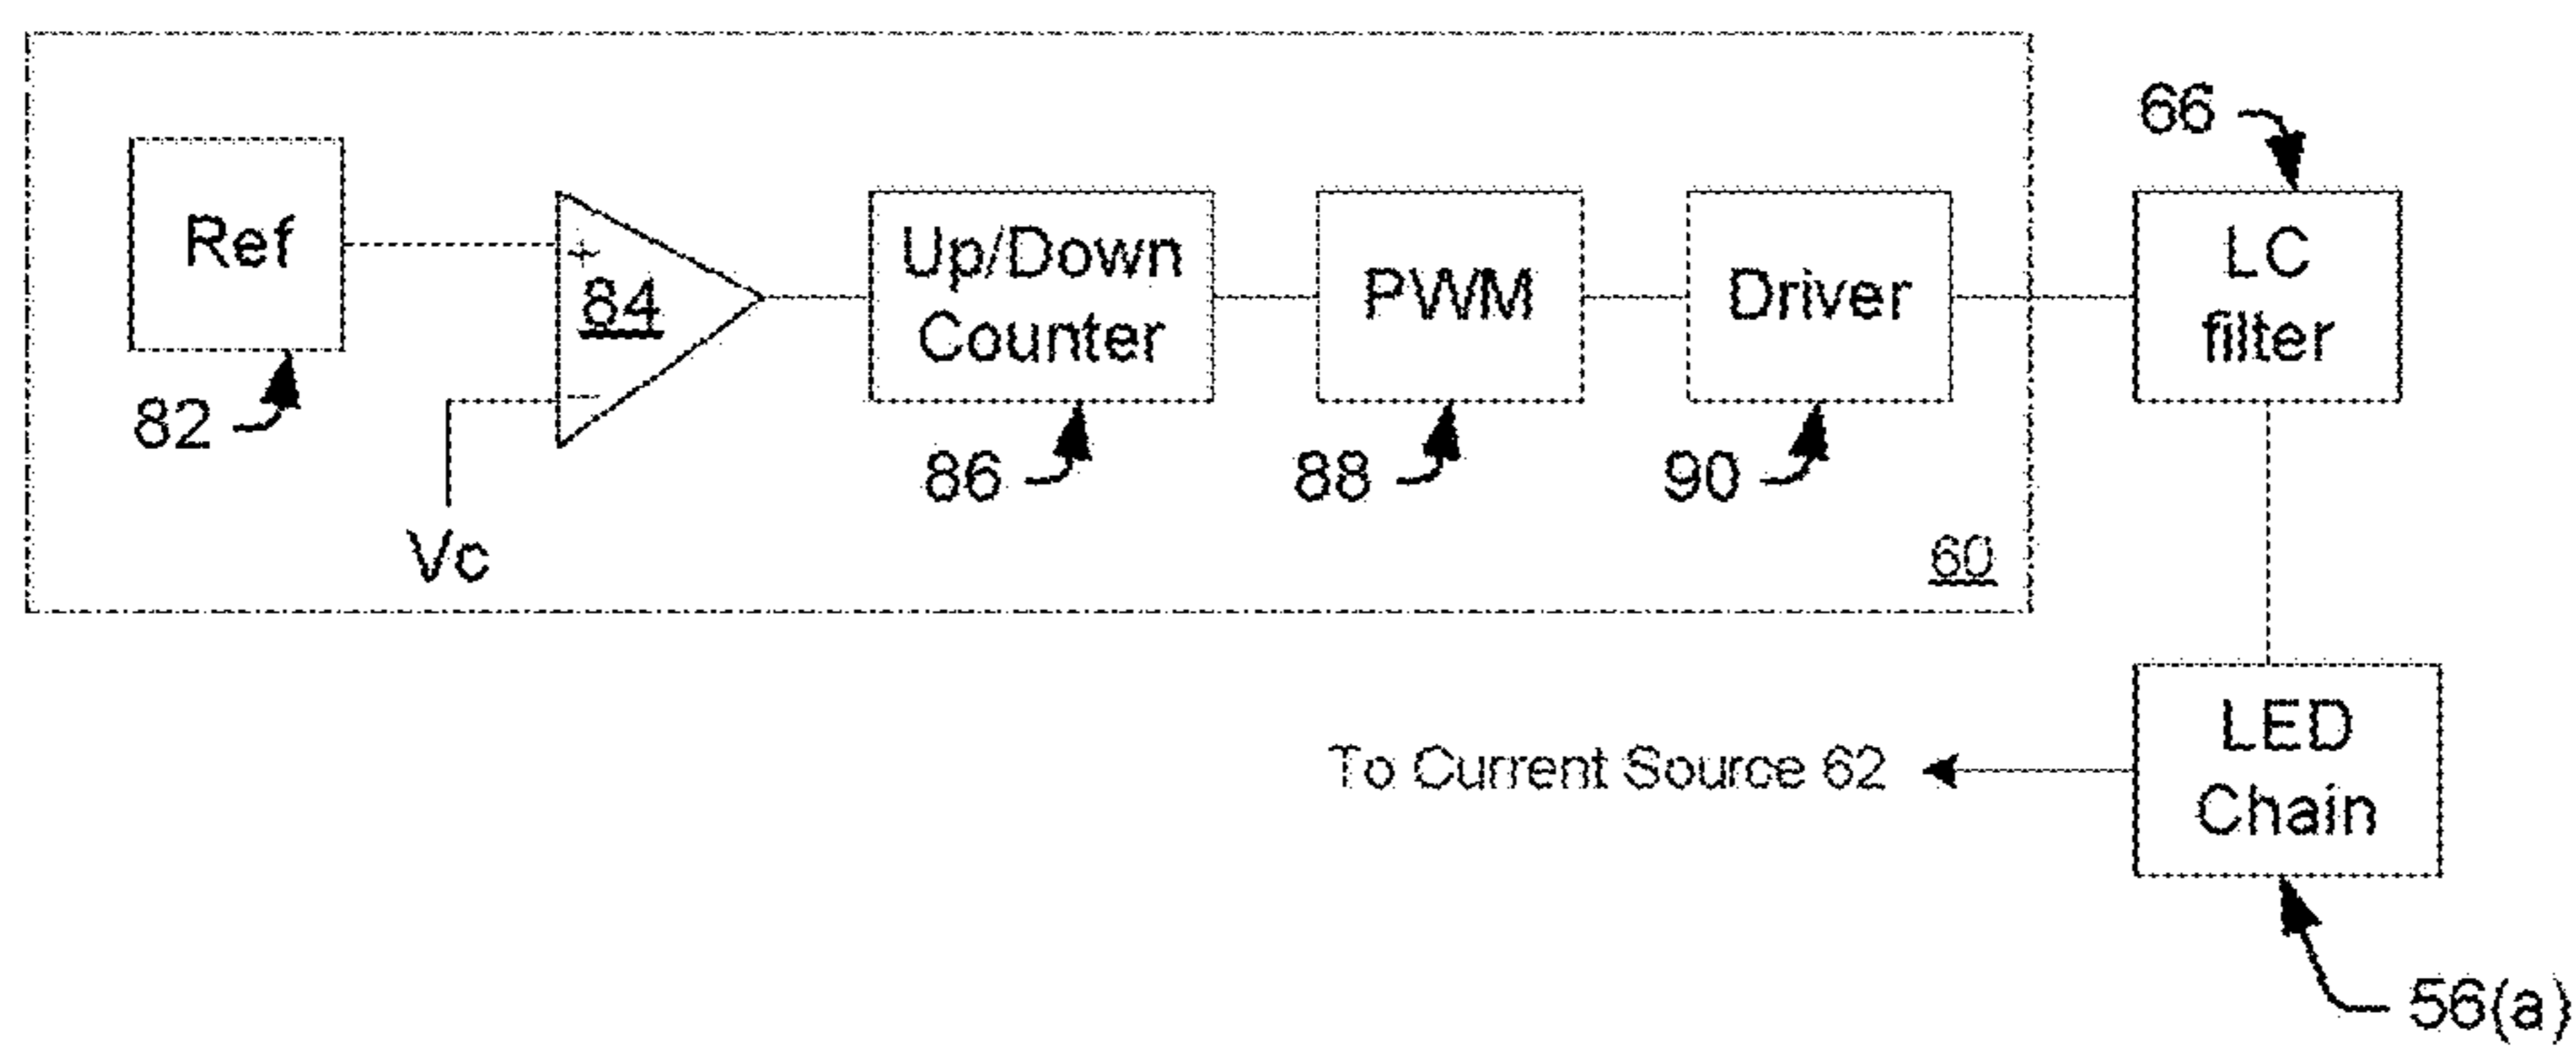 66
Ref
+
84
Up/Down
Counter
PWM
Driver
LC
filter
82
−
86
88
90
Vc
60
LED
Chain
To Current Source 62
56(a)